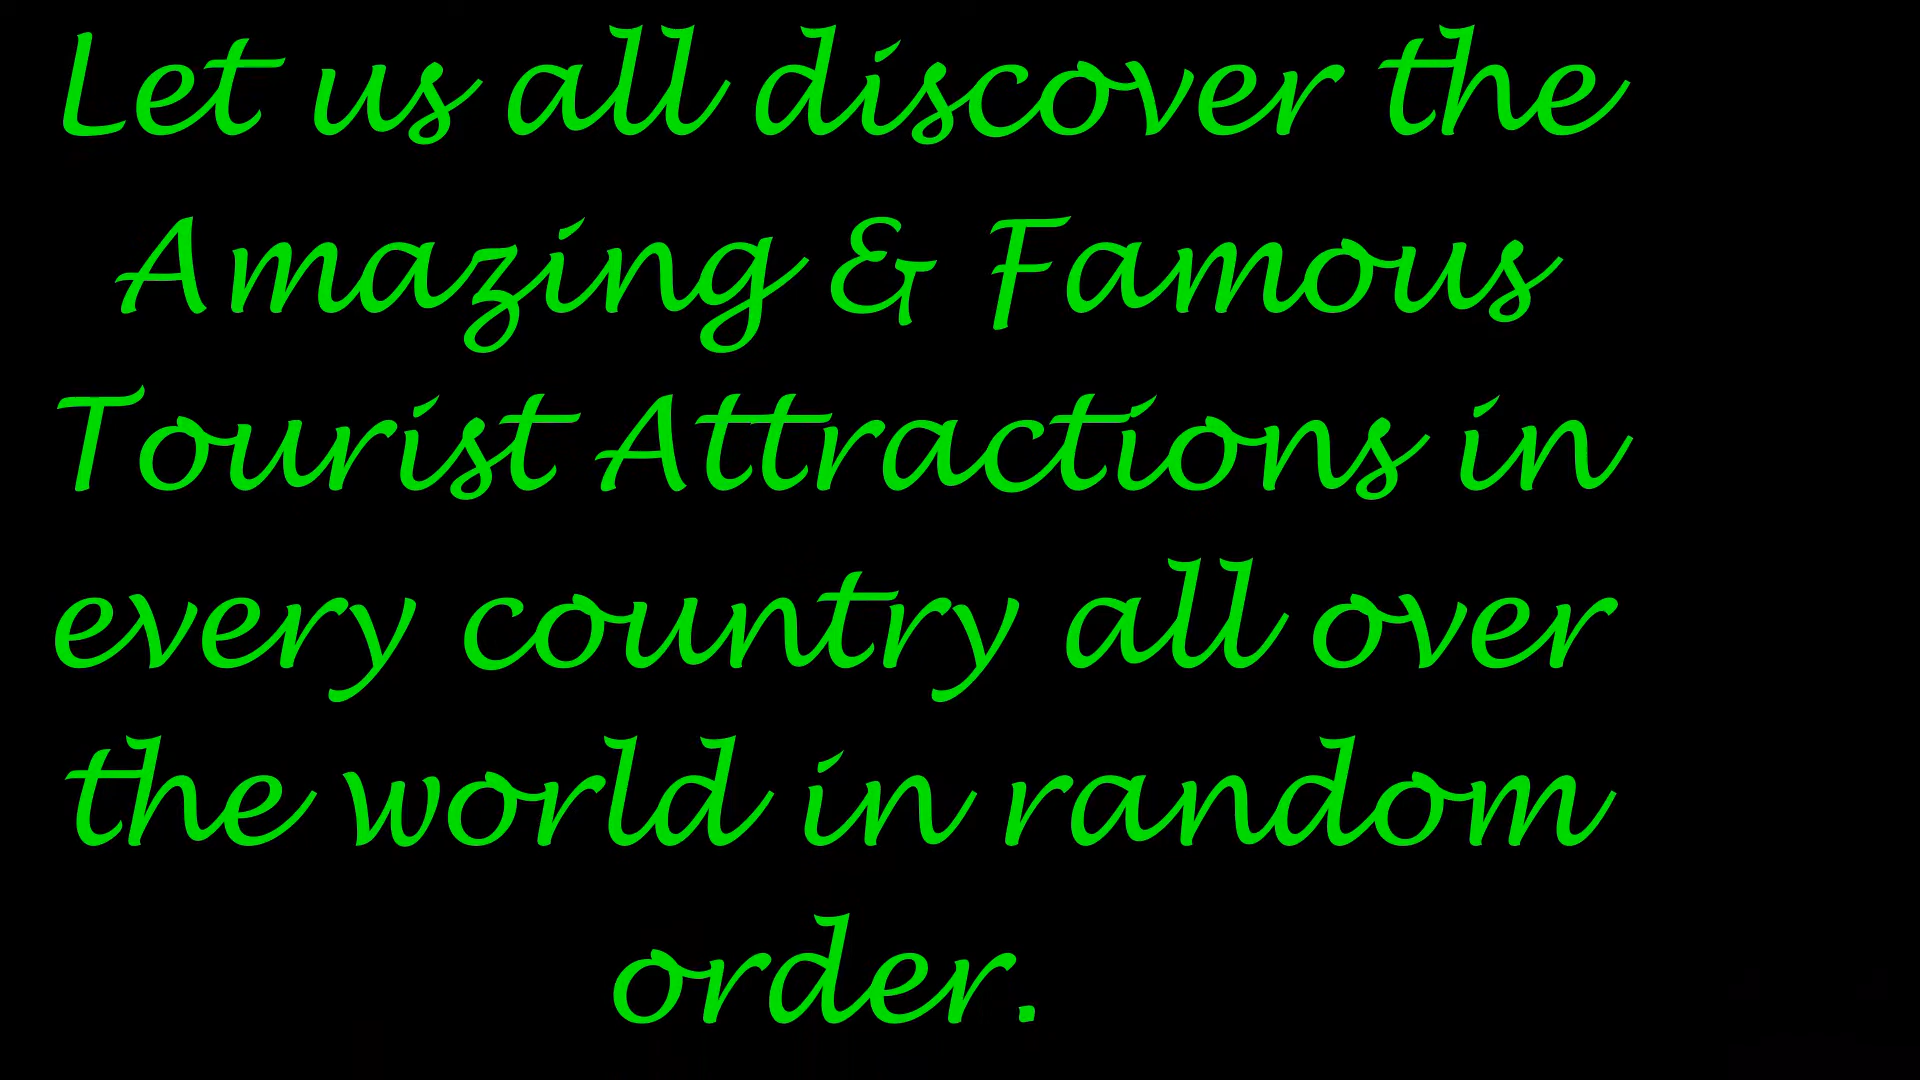 Let us all discover the
Amazing & Famous
Tourist Attractions in
every country all over
the world in random
order.